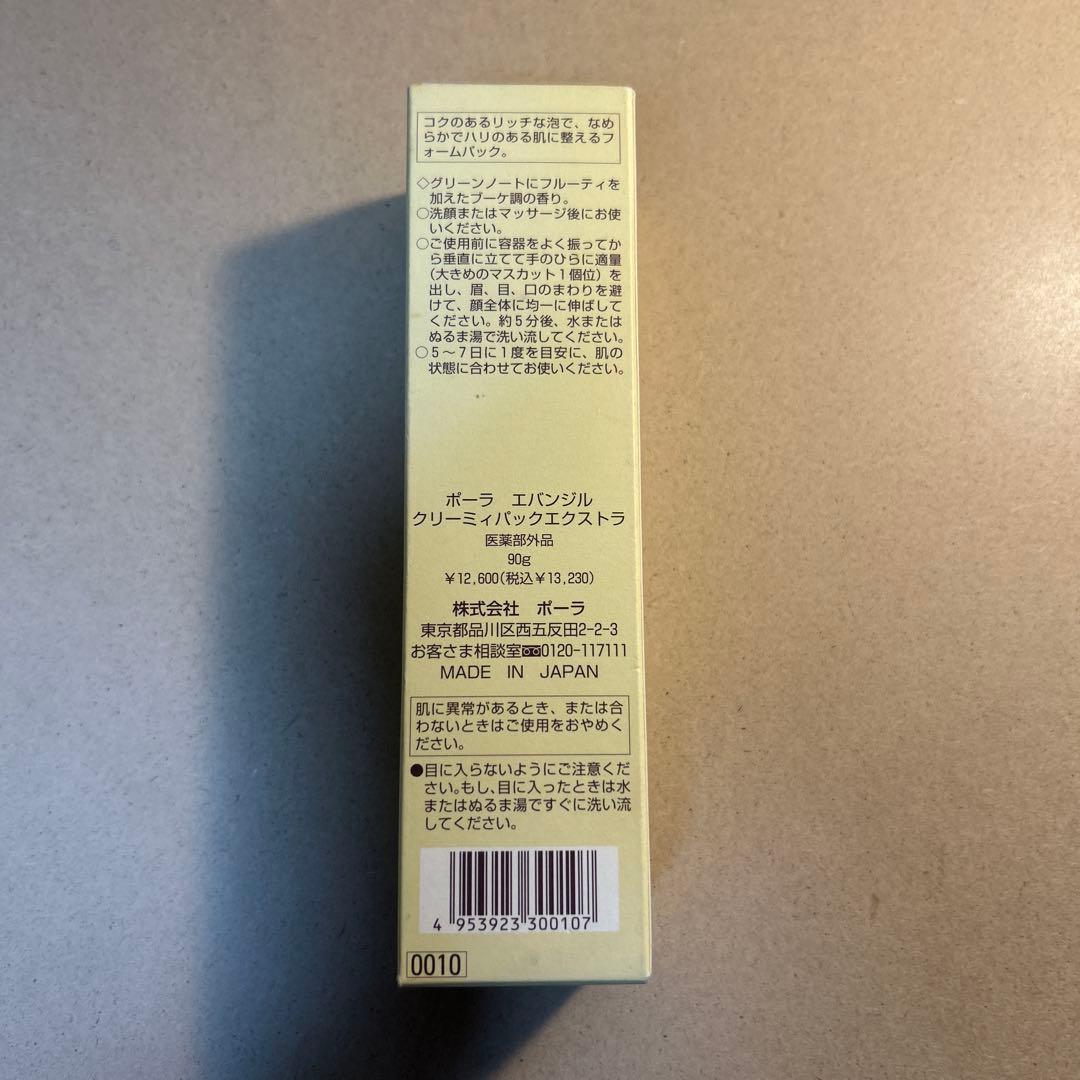 コクのあるリッチな泡で、なめ
らかでハリのある肌に整えるフ
ォームパック。
◇グリーンノートにフルーティを
加えたブーケ調の香り。
○洗顔またはマッサージ後にお使
いください。
○ご使用前に容器をよく振ってか
ら垂直に立てて手のひらに適量
(大きめのマスカット1個位)を
出し、眉、目、口のまわりを避
けて、顔全体に均一に伸ばして
ください。約5分後、水または
ぬるま湯で洗い流してください。
○5~7日に1度を目安に、肌の
状態に合わせてお使いください。
ポーラ エバンジル
クリーミィパックエクストラ
医薬部外品
90g
¥12,600(税込¥13,230)
株式会社 ポーラ
東京都品川区西五反田2-2-3
お客さま相談室0120-117111
MADE IN JAPAN
肌に異常があるとき、または合
わないときはご使用をおやめく
ださい。
●目に入らないようにご注意くだ
さい。もし、目に入ったときは水
またはぬるま湯ですぐに洗い流
してください。
4 953923 300107
0010